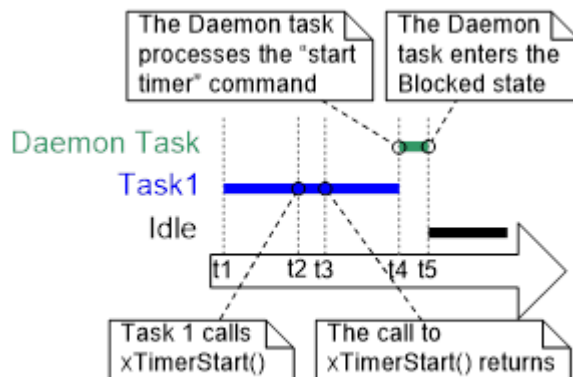 The Daemon task
processes the "start
timer" command
The Daemon
task enters the
Blocked state
Daemon Task
Task1
Idle
t1 t2 t3 t4 t5
Task 1 calls
xTimerStart()
The call to
xTimerStart() returns